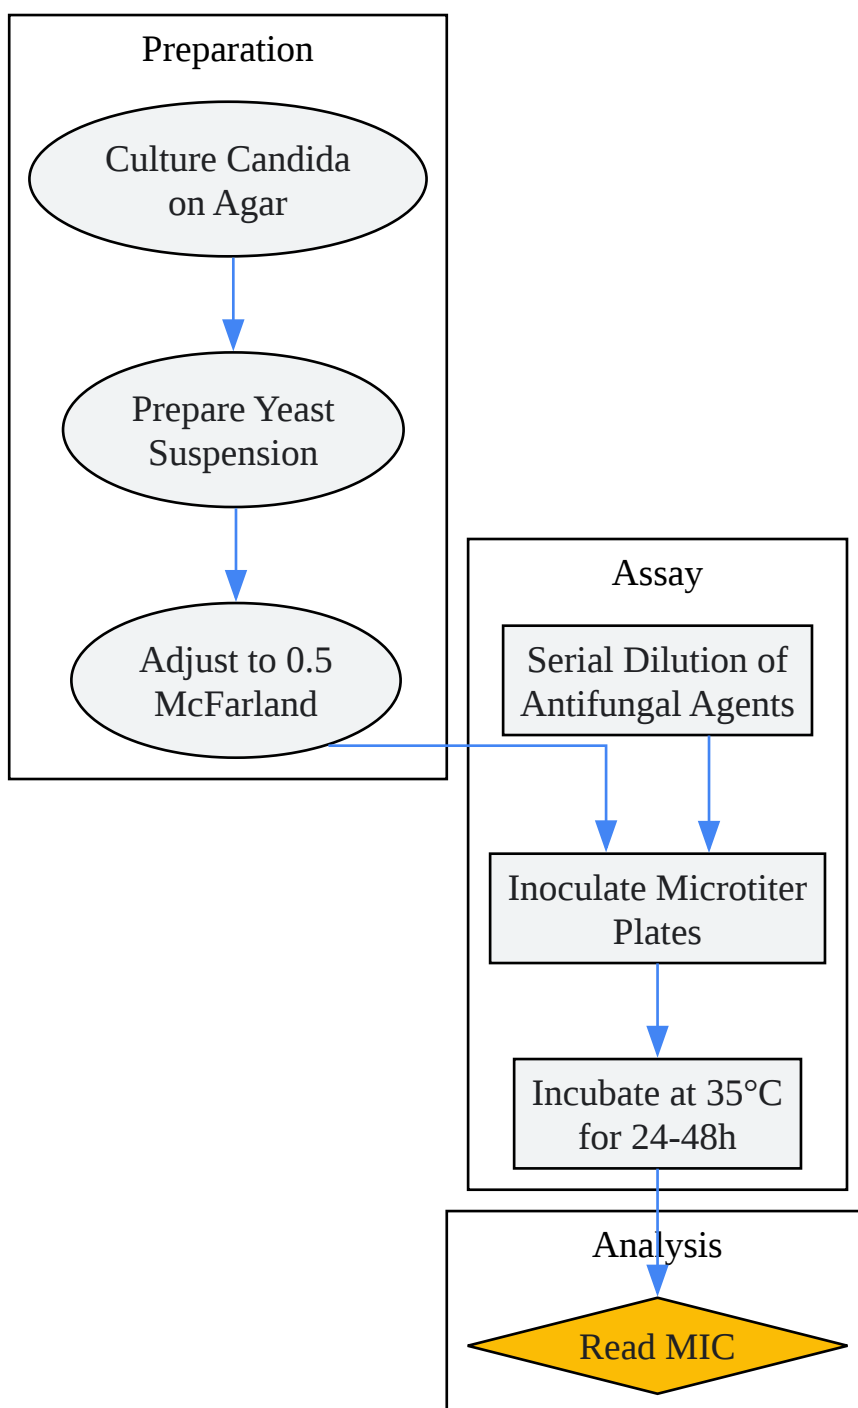 Preparation
Culture Candida
on Agar
Prepare Yeast
Suspension
Adjust to 0.5
McFarland
Assay
Serial Dilution of
Antifungal Agents
Inoculate Microtiter
Plates
Incubate at 35°C
for 24-48h
Analysis
Read MIC